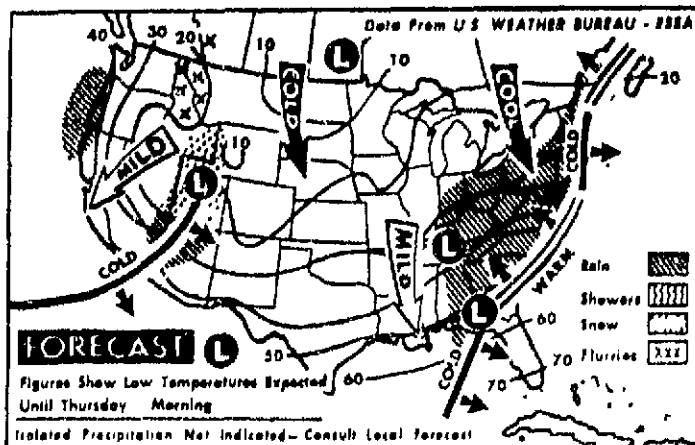 Data From U S WEATHER BUREAU - ESSA
40
30
20
10
L
10
20
COLD
COOL
MILD
10
L
COLD
COLD
MILD
L
WARM
Rain
Showers
Snow
Flurries
L
COLD
60
70
70
FORECAST
L
50
60
Figures Show Low Temperatures Expected
Until Thursday Morning
Isolated Precipitation Not Indicated - Consult Local Forecast